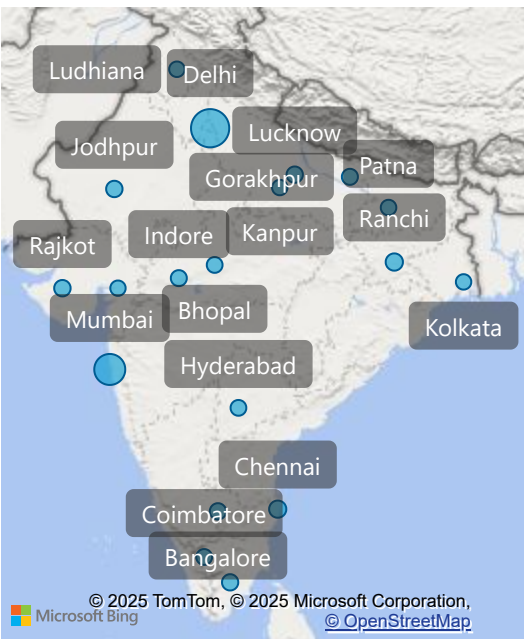 Ludhiana
Delhi
Lucknow
Jodhpur
Patna
Gorakhpur
Ranchi
Indore
Kanpur
Rajkot
Bhopal
Mumbai
Kolkata
Hyderabad
Chennai
Coimbatore
Bangalore
© 2025 TomTom, © 2025 Microsoft Corporation,
Microsoft Bing
© OpenStreetMap